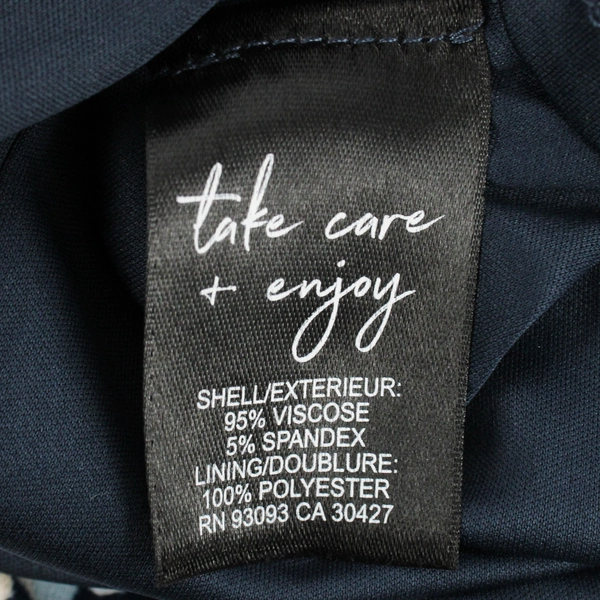 take care
+ enjoy
SHELL/EXTERIEUR:
95% VISCOSE
5% SPANDEX
LINING/DOUBLURE:
100% POLYESTER
RN 93093 CA 30427